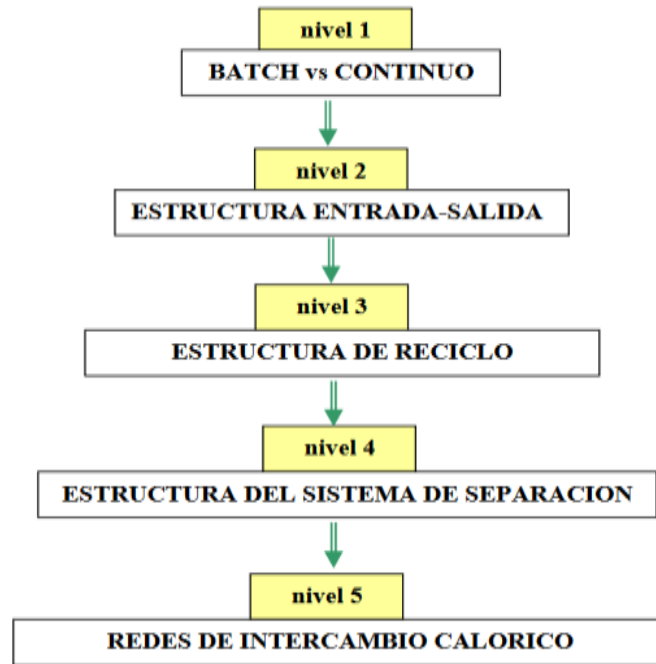 nivel 1
BATCH vs CONTINUO
nivel 2
ESTRUCTURA ENTRADA-SALIDA
nivel 3
ESTRUCTURA DE RECICLO
nivel 4
ESTRUCTURA DEL SISTEMA DE SEPARACION
nivel 5
REDES DE INTERCAMBIO CALORICO